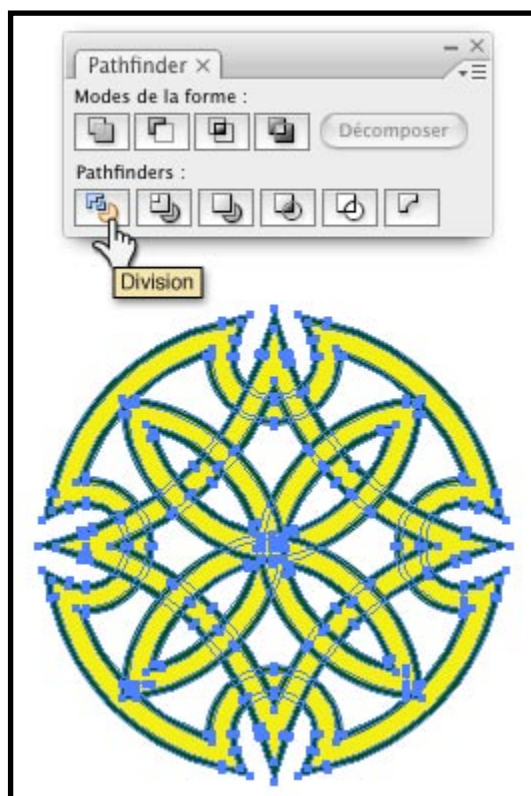 Pathfinder ×
Modes de la forme :
Décomposer
Pathfinders :
Division